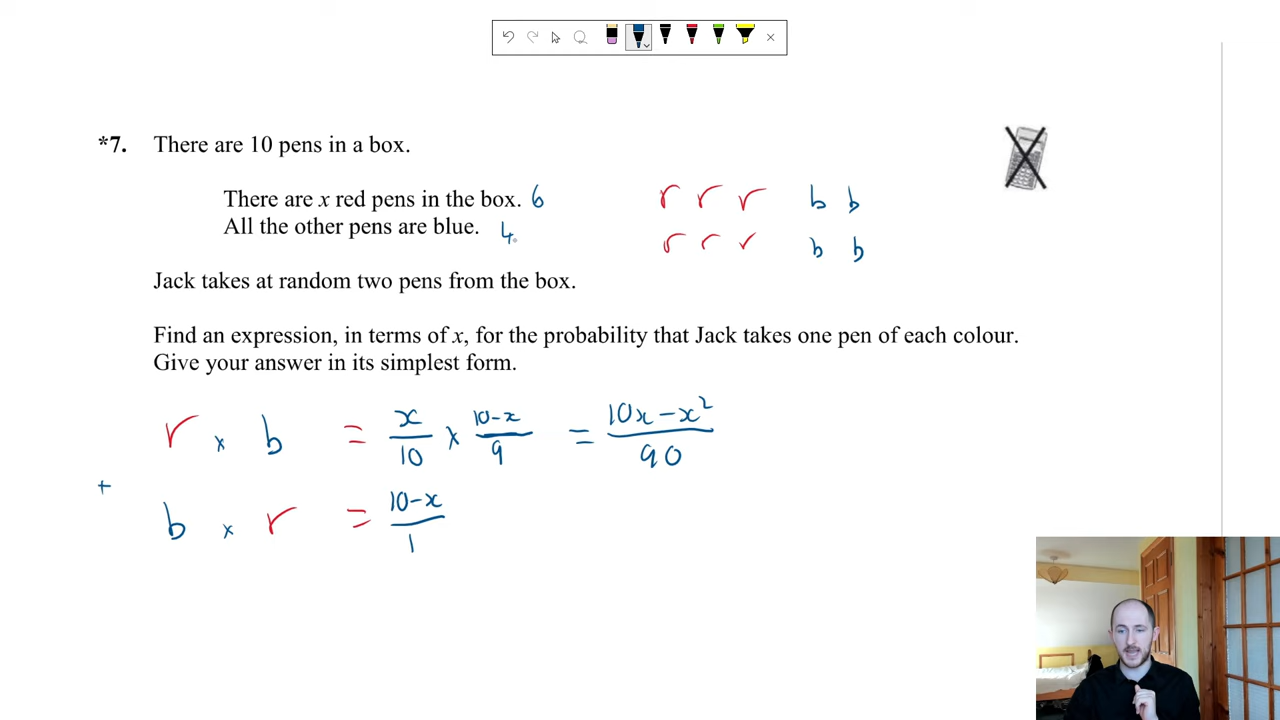 *7. There are 10 pens in a box.
There are x red pens in the box. 6
All the other pens are blue. 4
r r r b b
r r r b b
Jack takes at random two pens from the box.
Find an expression, in terms of x, for the probability that Jack takes one pen of each colour.
Give your answer in its simplest form.
r × b = x/10 × 10-x/9 = 10x-x²/90
+
b × r = 10-x/1